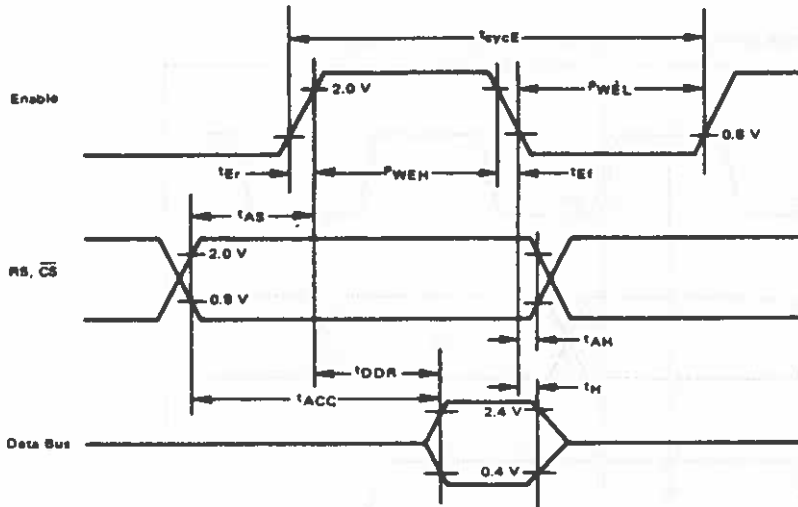 tcycE
Enable
2.0 V
PWEL
0.8 V
tEr
PWEH
tEf
tAS
RS, C̅S̅
2.0 V
0.8 V
tAH
tDDR
tH
tACC
2.4 V
Data Bus
0.4 V